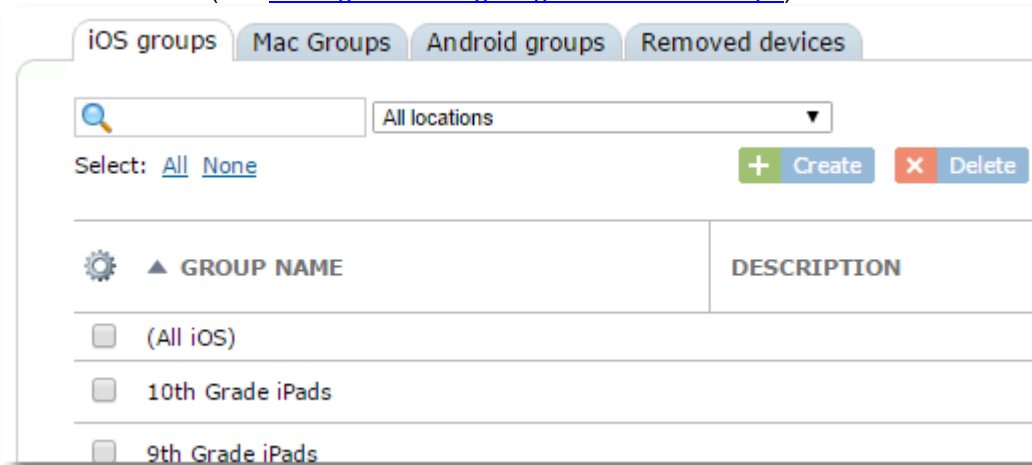 iOS groups Mac Groups Android groups Removed devices
All locations
Select: All None Create Delete
GROUP NAME DESCRIPTION
(All iOS)
10th Grade iPads
9th Grade iPads